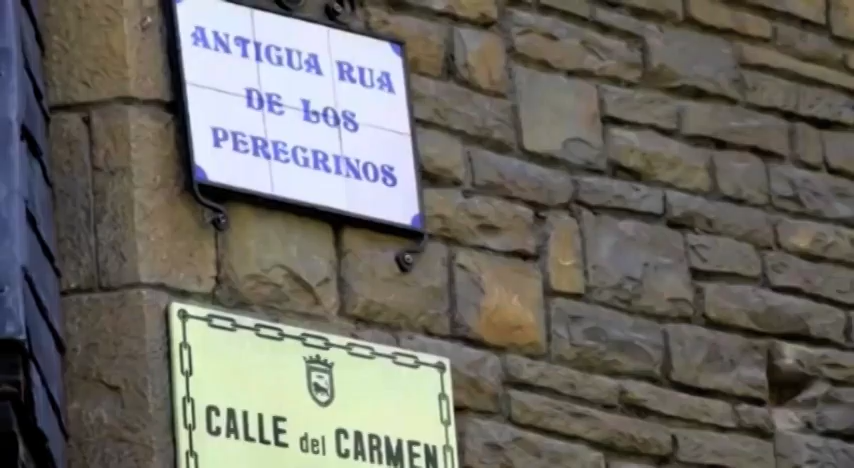 ANTIGUA RUA
DE LOS
PEREGRINOS
CALLE del CARMEN